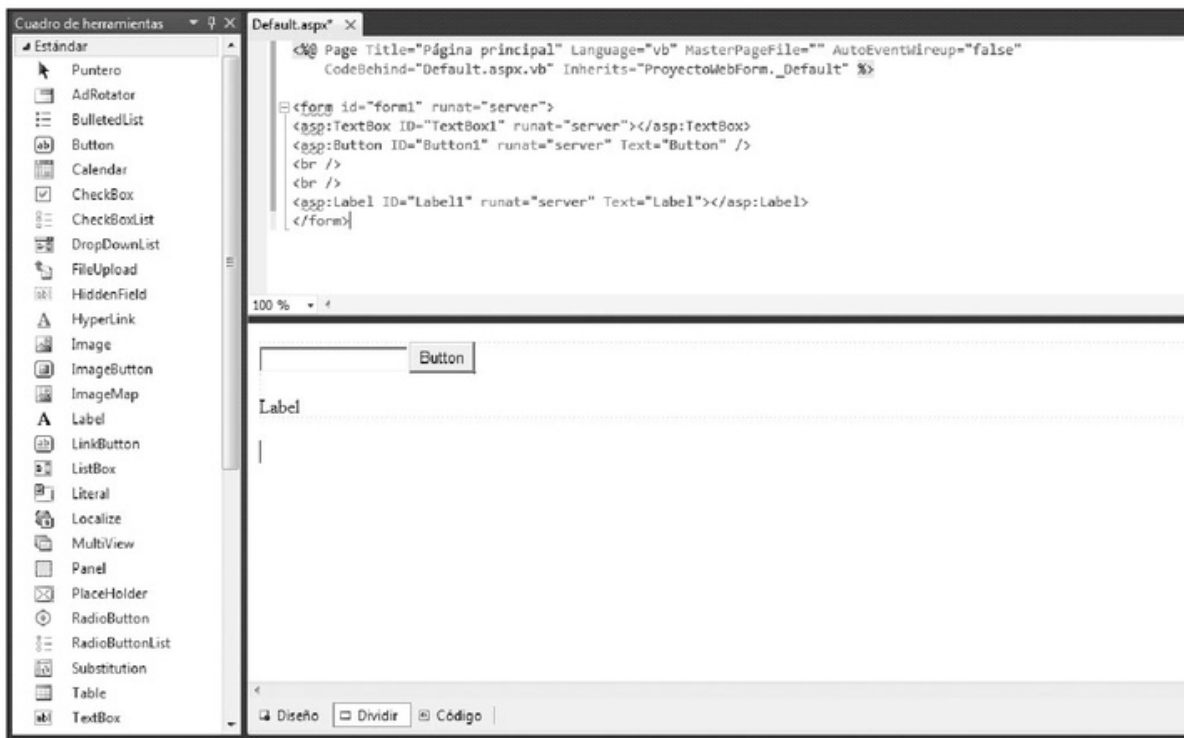 Cuadro de herramientas
Estándar
Puntero
AdRotator
BulletedList
Button
Calendar
CheckBox
CheckBoxList
DropDownList
FileUpload
HiddenField
HyperLink
Image
ImageButton
ImageMap
Label
LinkButton
ListBox
Literal
Localize
MultiView
Panel
PlaceHolder
RadioButton
RadioButtonList
Substitution
Table
TextBox
Default.aspx*
<%@ Page Title="Página principal" Language="vb" MasterPageFile="" AutoEventWireup="false"
CodeBehind="Default.aspx.vb" Inherits="ProyectoWebForm._Default" %>
<form id="form1" runat="server">
<asp:TextBox ID="TextBox1" runat="server"></asp:TextBox>
<asp:Button ID="Button1" runat="server" Text="Button" />
<br />
<br />
<asp:Label ID="Label1" runat="server" Text="Label"></asp:Label>
</form>
100 %
Button
Label
Diseño Dividir Código